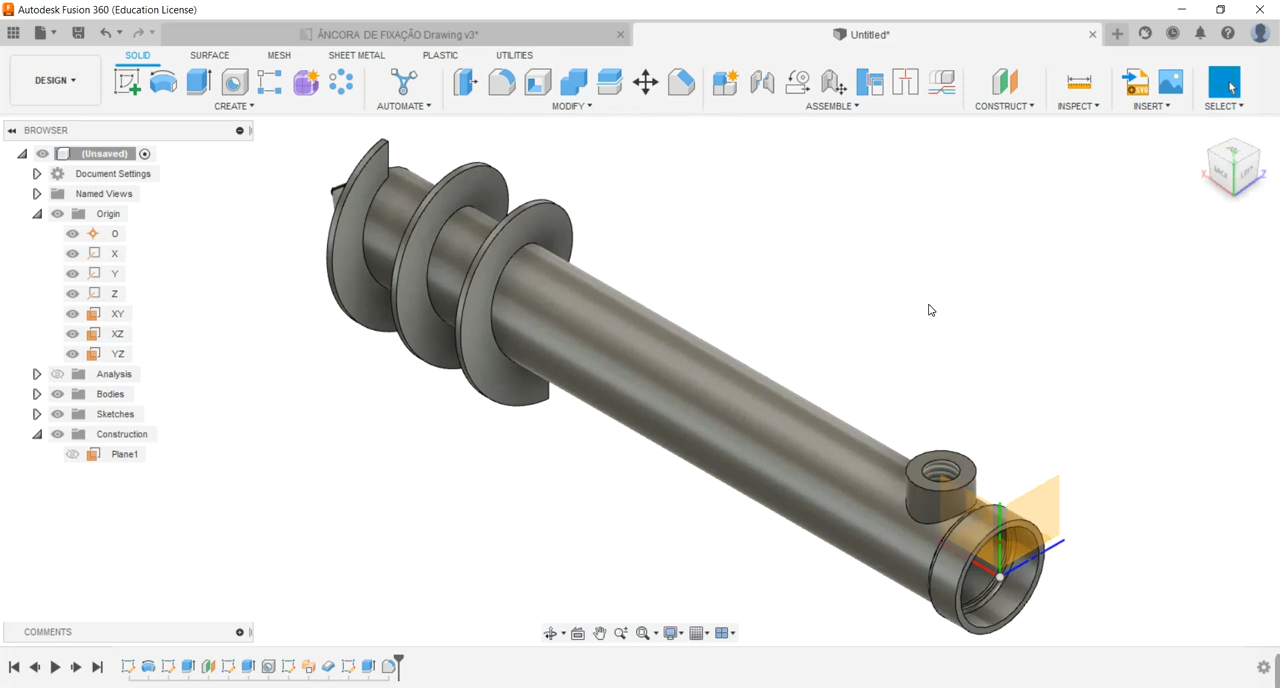 Autodesk Fusion 360 (Education License)
ÂNCORA DE FIXAÇÃO Drawing v3*
Untitled*
SOLID SURFACE MESH SHEET METAL PLASTIC UTILITIES
DESIGN
CREATE AUTOMATE MODIFY ASSEMBLE CONSTRUCT INSPECT INSERT SELECT
BROWSER
(Unsaved)
Document Settings
Named Views
Origin
O
X
Y
Z
XY
XZ
YZ
Analysis
Bodies
Sketches
Construction
Plane1
BACK LEFT
X Z
COMMENTS